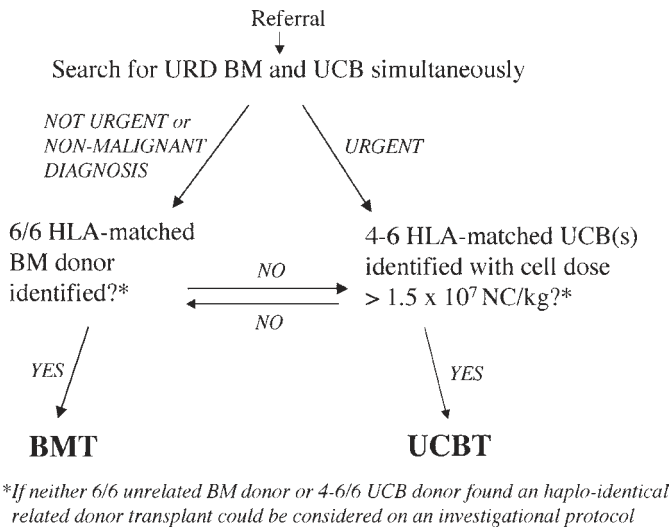 Referral
Search for URD BM and UCB simultaneously
NOT URGENT or
NON-MALIGNANT
DIAGNOSIS
URGENT
6/6 HLA-matched
BM donor
identified?*
NO
NO
4-6 HLA-matched UCB(s)
identified with cell dose
> 1.5 x 10⁷ NC/kg?*
YES
YES
BMT
UCBT
*If neither 6/6 unrelated BM donor or 4-6/6 UCB donor found an haplo-identical
related donor transplant could be considered on an investigational protocol